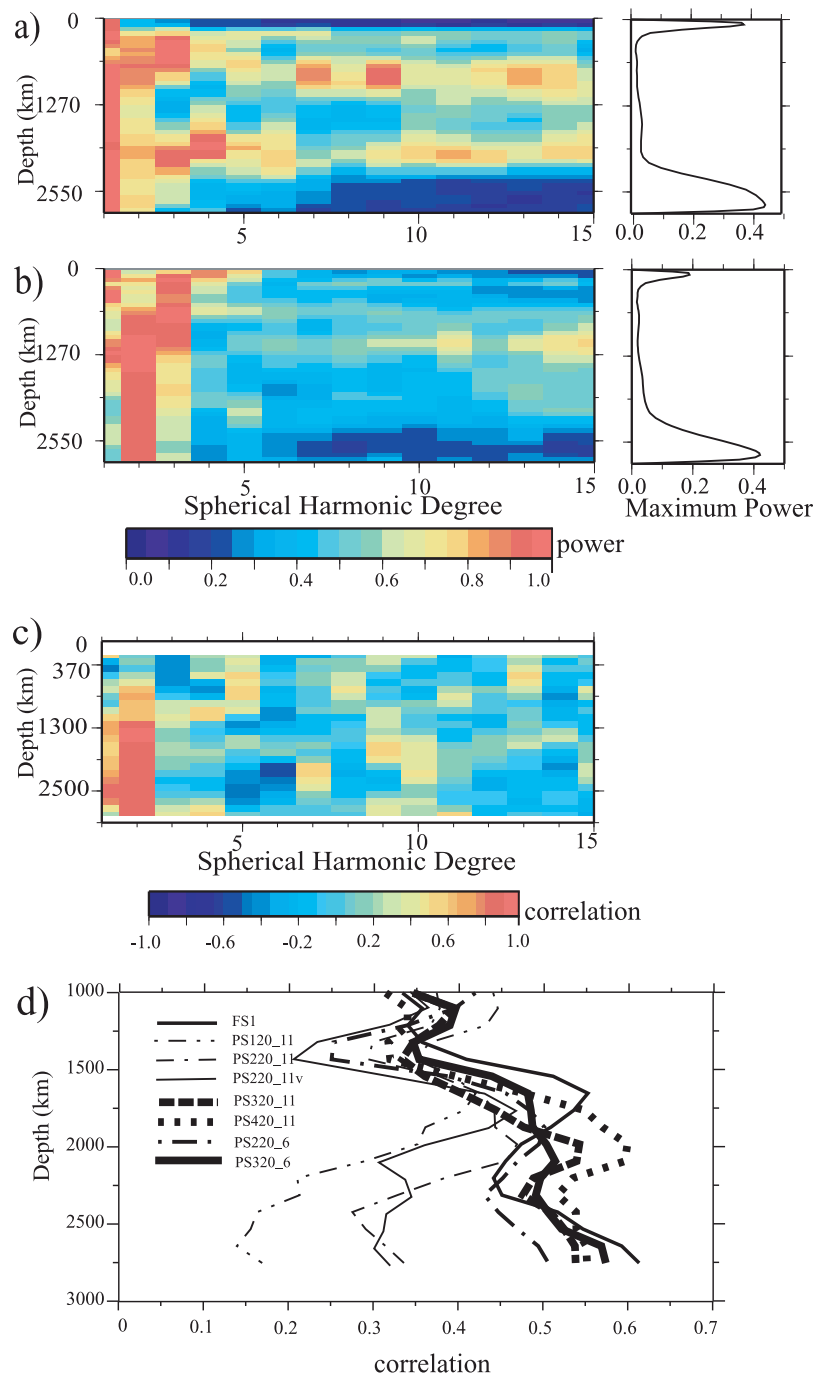 a)
0
1270
2550
Depth (km)
5
10
15
0.0
0.2
0.4
b)
0
1270
2550
Depth (km)
5
10
15
Spherical Harmonic Degree
0.0
0.2
0.4
Maximum Power
0.0
0.2
0.4
0.6
0.8
1.0
power
c)
0
370
1300
2500
Depth (km)
5
10
15
Spherical Harmonic Degree
-1.0
-0.6
-0.2
0.2
0.6
1.0
correlation
d)
1000
1500
2000
2500
3000
Depth (km)
FS1
PS120_11
PS220_11
PS220_11v
PS320_11
PS420_11
PS220_6
PS320_6
0
0.1
0.2
0.3
0.4
0.5
0.6
0.7
correlation